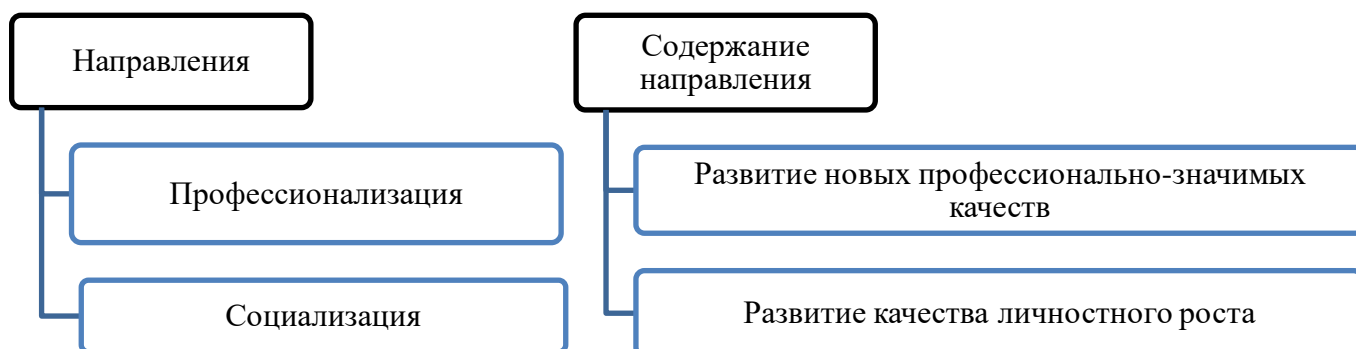 Направления
Профессионализация
Социализация
Содержание
направления
Развитие новых профессионально-значимых
качеств
Развитие качества личностного роста